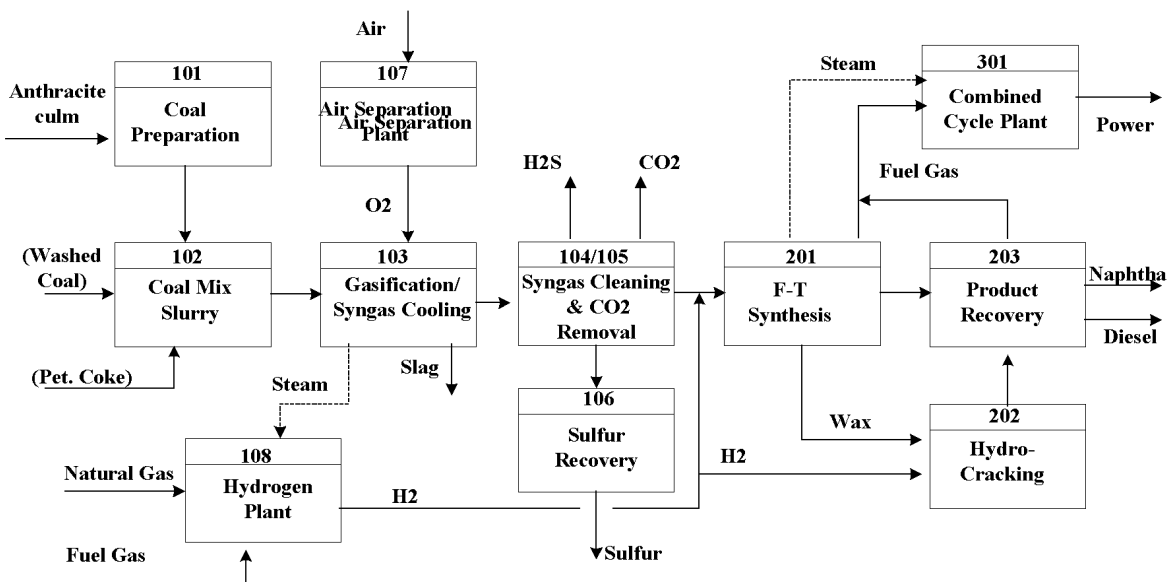 Air
101
Coal
Preparation
Anthracite
culm
107
Air Separation
Air Separation
Plant
Steam
301
Combined
Cycle Plant
Power
Fuel Gas
O2
H2S
CO2
(Washed
Coal)
102
Coal Mix
Slurry
103
Gasification/
Syngas Cooling
104/105
Syngas Cleaning
& CO2
Removal
201
F-T
Synthesis
203
Product
Recovery
Naphtha
Diesel
(Pet. Coke)
Steam
Slag
106
Sulfur
Recovery
Wax
202
Hydro-
Cracking
Natural Gas
108
Hydrogen
Plant
H2
H2
Fuel Gas
Sulfur